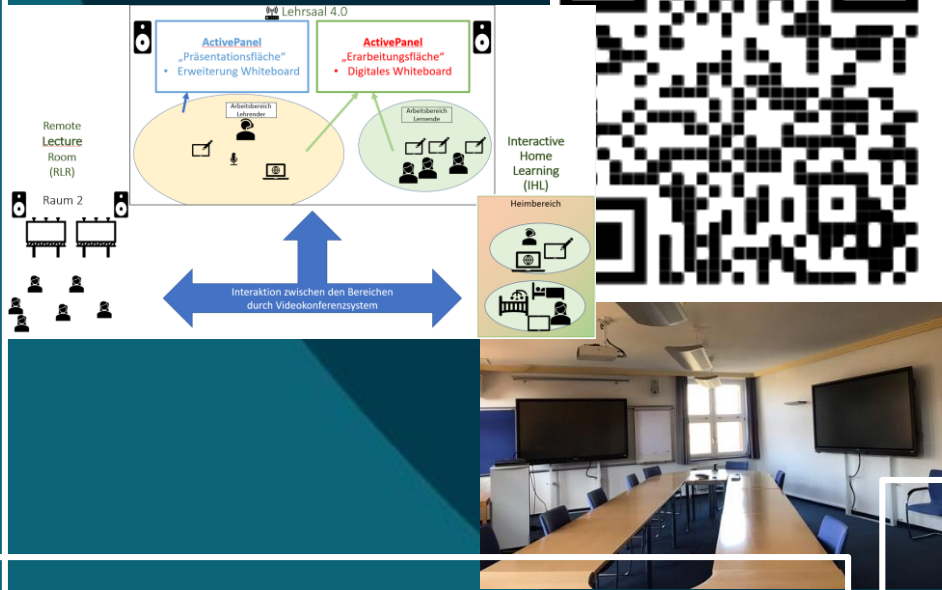 Lehrsaal 4.0
ActivePanel
„Präsentationsfläche“
• Erweiterung Whiteboard
ActivePanel
„Erarbeitungsfläche“
• Digitales Whiteboard
Arbeitsbereich
Lehrender
Arbeitsbereich
Lernende
Remote
Lecture
Room
(RLR)
Raum 2
Interactive
Home
Learning
(IHL)
Heimbereich
Interaktion zwischen den Bereichen
durch Videokonferenzsystem